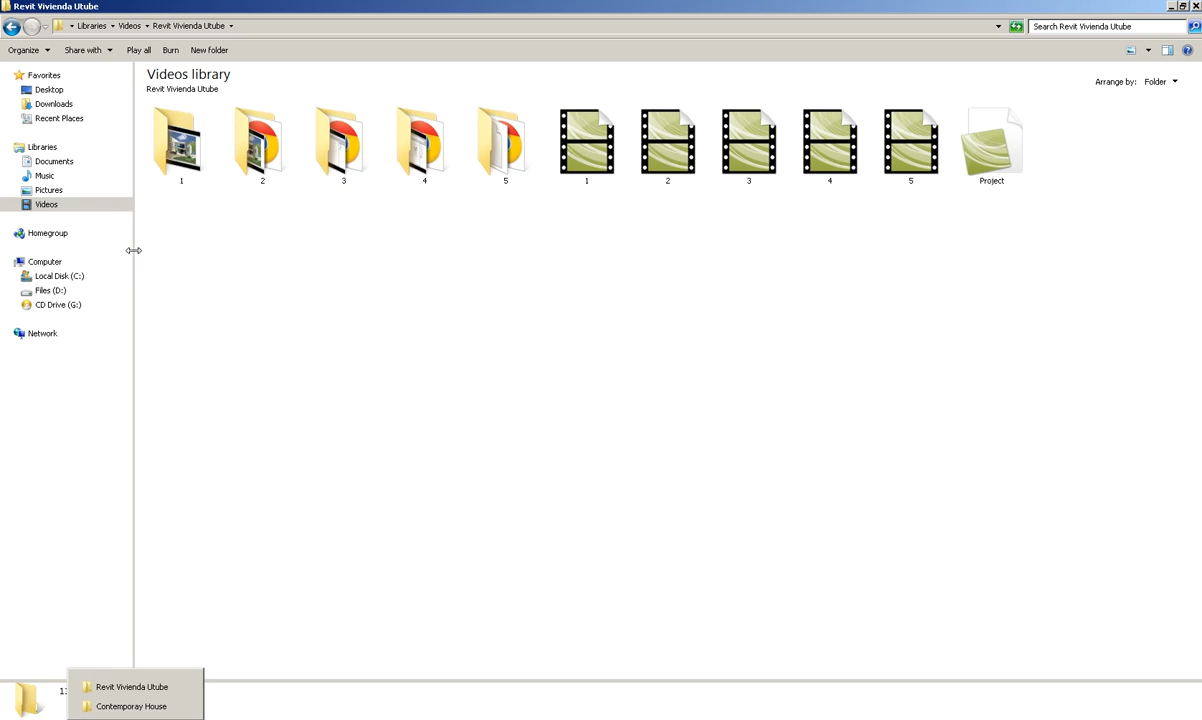 Revit Vivienda Utube
Libraries Videos Revit Vivienda Utube
Search Revit Vivienda Utube
Organize Share with Play all Burn New folder
Favorites
Desktop
Downloads
Recent Places
Libraries
Documents
Music
Pictures
Videos
Homegroup
Computer
Local Disk (C:)
Files (D:)
CD Drive (G:)
Network
Videos library
Revit Vivienda Utube
Arrange by: Folder
1 2 3 4 5 1 2 3 4 5 Project
Revit Vivienda Utube
Contemporay House